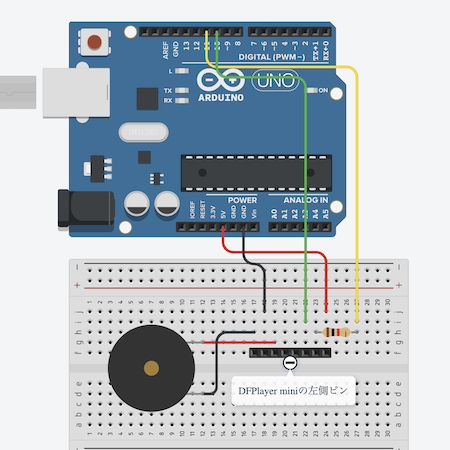 AREF
GND
13
12
~11
~10
~9
8
7
~6
~5
4
~3
2
TX→1
RX←0
DIGITAL (PWM~)
L
TX
RX
ARDUINO
UNO
ON
IOREF
RESET
3.3V
5V
GND
GND
Vin
POWER
ANALOG IN
A0
A1
A2
A3
A4
A5
DFPlayer miniの左側ピン